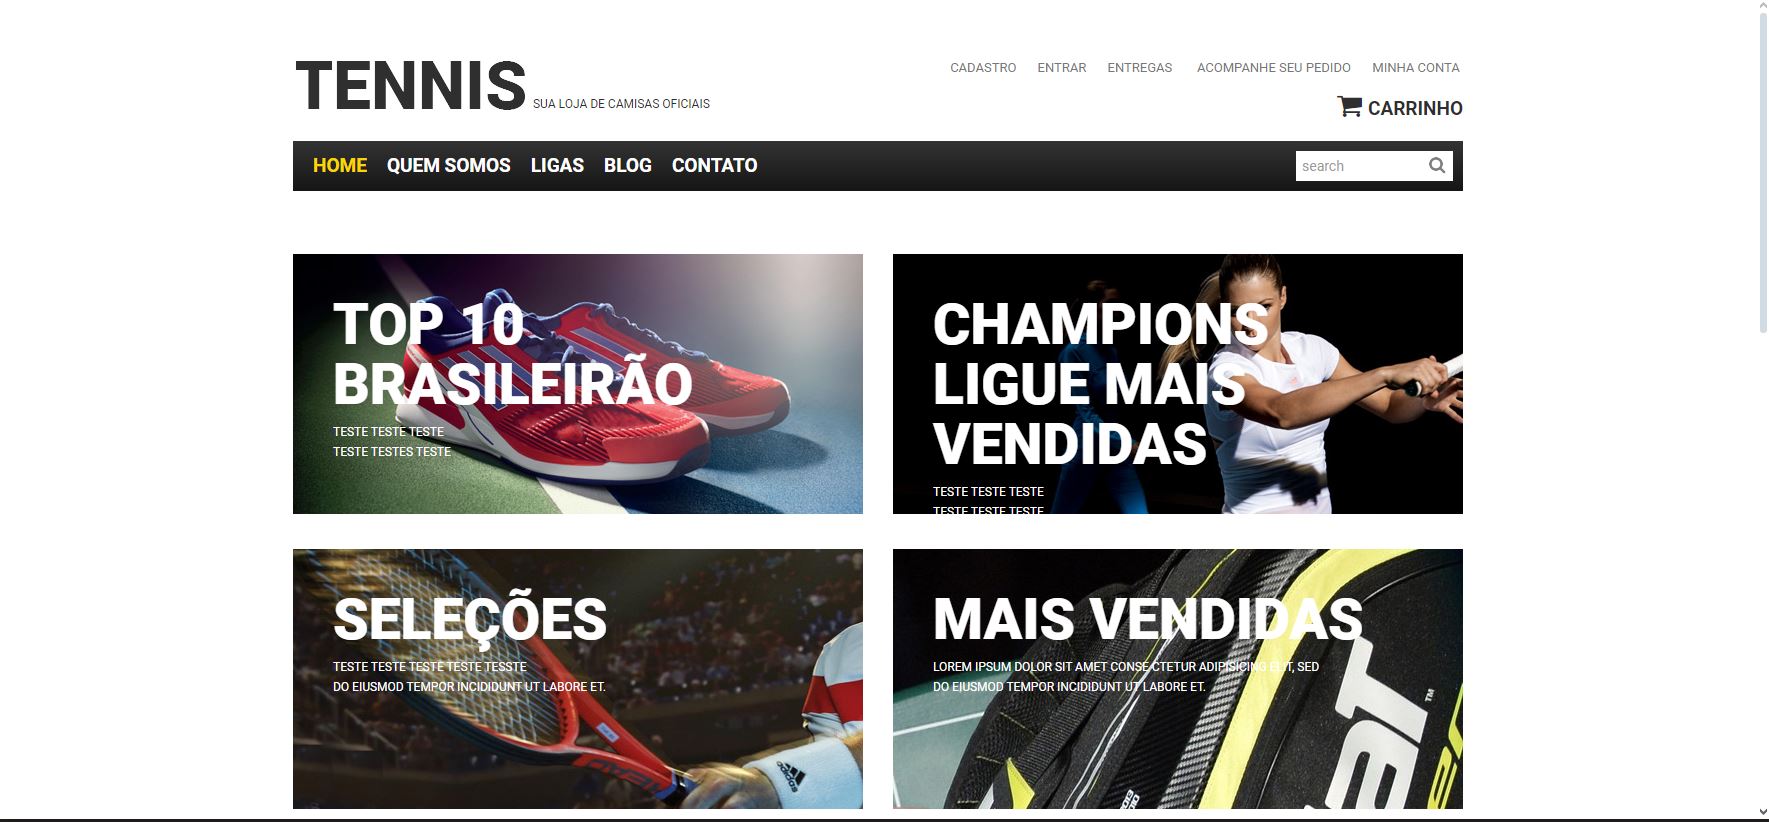 TENNIS SUA LOJA DE CAMISAS OFICIAIS
CADASTRO ENTRAR ENTREGAS ACOMPANHE SEU PEDIDO MINHA CONTA
CARRINHO
HOME QUEM SOMOS LIGAS BLOG CONTATO
search
TOP 10
BRASILEIRÃO
TESTE TESTE TESTE
TESTE TESTES TESTE
CHAMPIONS
LIGUE MAIS
VENDIDAS
TESTE TESTE TESTE
TESTE TESTE TESTE
SELEÇÕES
TESTE TESTE TESTE TESTE TESSTE
DO EIUSMOD TEMPOR INCIDIDUNT UT LABORE ET.
adidas
MAIS VENDIDAS
LOREM IPSUM DOLOR SIT AMET CONSE CTETUR ADIPISICING ELIT, SED
DO EIUSMOD TEMPOR INCIDIDUNT UT LABORE ET.